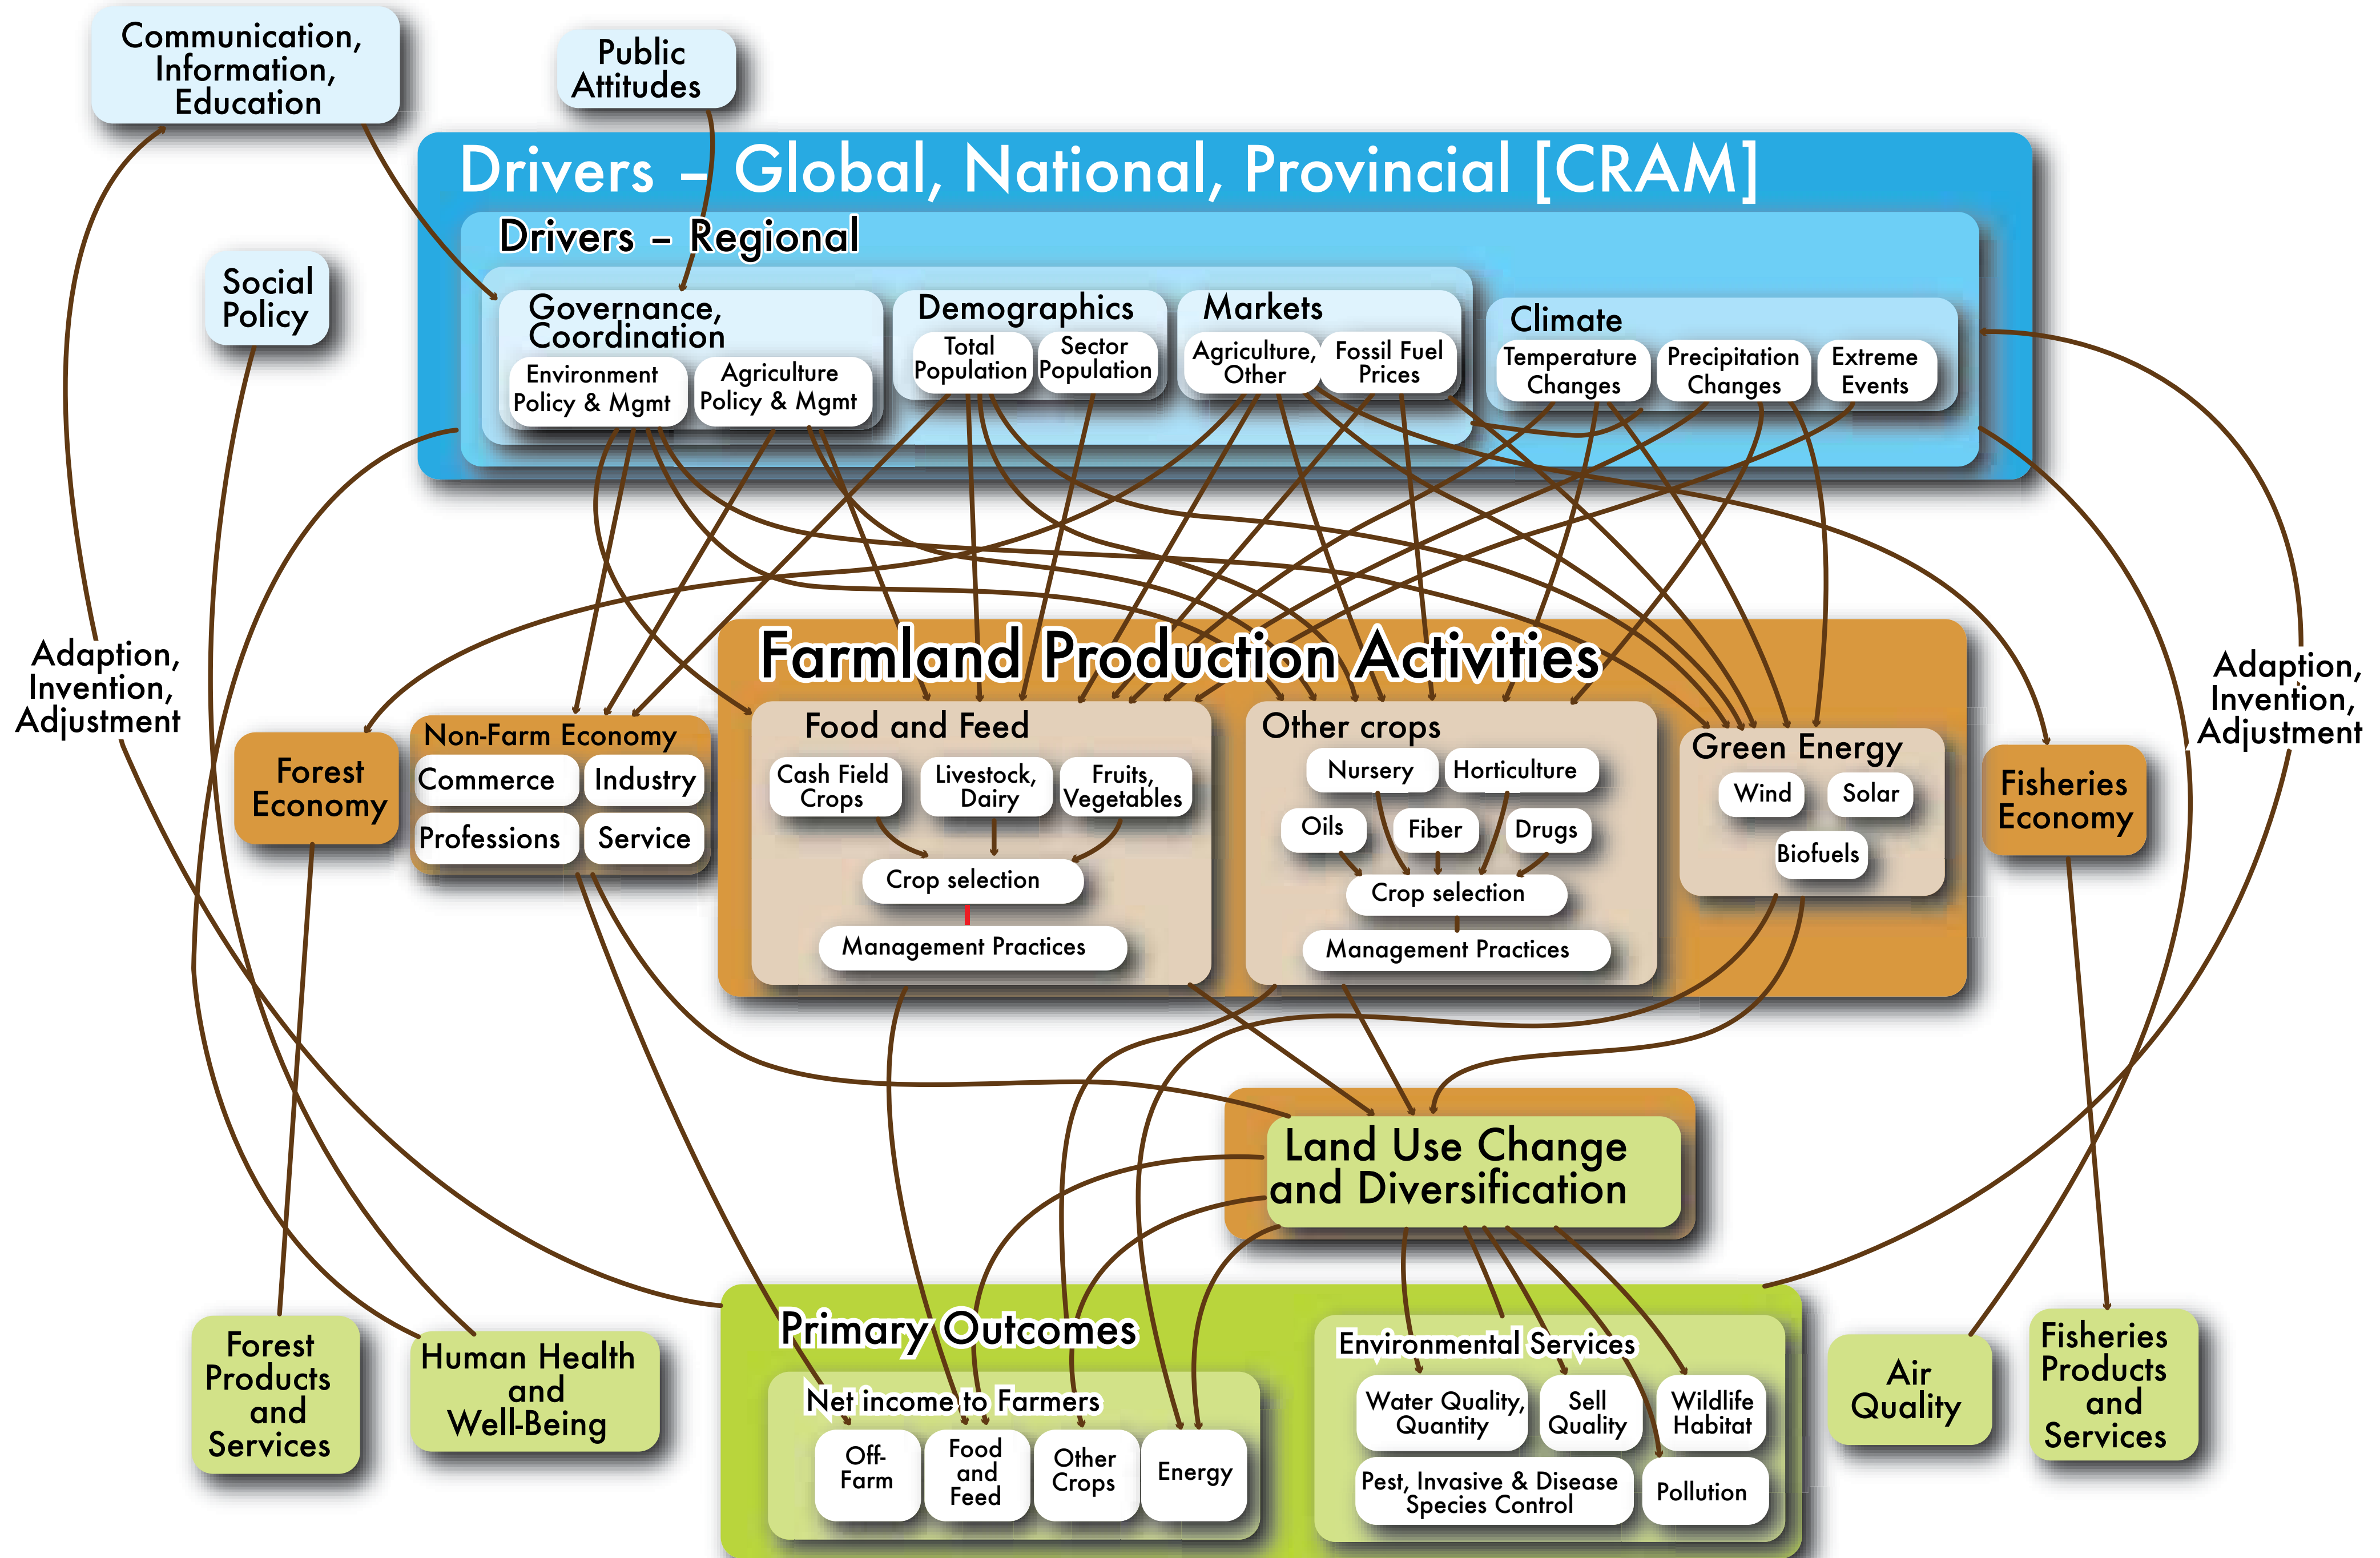 Communication,
Information,
Education
Public
Attitudes
Drivers – Global, National, Provincial [CRAM]
Drivers – Regional
Social
Policy
Governance,
Coordination
Environment
Policy & Mgmt
Agriculture
Policy & Mgmt
Demographics
Total
Population
Sector
Population
Markets
Agriculture,
Other
Fossil Fuel
Prices
Climate
Temperature
Changes
Precipitation
Changes
Extreme
Events
Adaption,
Invention,
Adjustment
Adaption,
Invention,
Adjustment
Farmland Production Activities
Forest
Economy
Non-Farm Economy
Commerce
Industry
Professions
Service
Food and Feed
Cash Field
Crops
Livestock,
Dairy
Fruits,
Vegetables
Crop selection
Management Practices
Other crops
Nursery
Horticulture
Oils
Fiber
Drugs
Crop selection
Management Practices
Green Energy
Wind
Solar
Biofuels
Fisheries
Economy
Land Use Change
and Diversification
Primary Outcomes
Forest
Products
and
Services
Human Health
and
Well-Being
Net income to Farmers
Off-
Farm
Food
and
Feed
Other
Crops
Energy
Environmental Services
Water Quality,
Quantity
Sell
Quality
Wildlife
Habitat
Pest, Invasive & Disease
Species Control
Pollution
Air
Quality
Fisheries
Products
and
Services